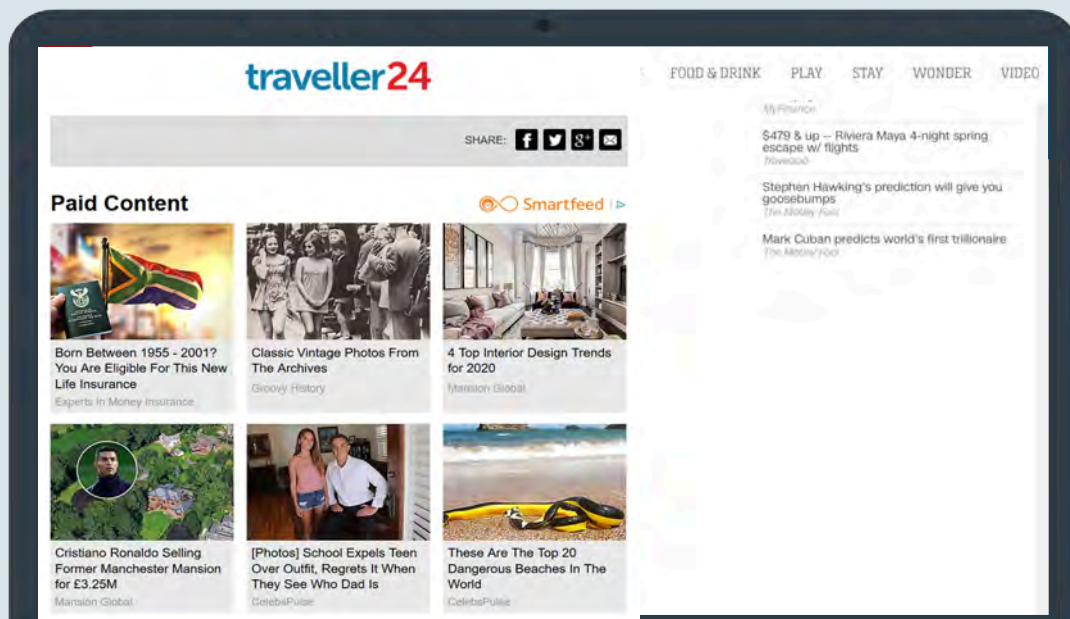 traveller24
SHARE:
Paid Content
Smartfeed
Born Between 1955 - 2001?
You Are Eligible For This New
Life Insurance
Experts In Money Insurance
Classic Vintage Photos From
The Archives
Groovy History
4 Top Interior Design Trends
for 2020
Mansion Global
Cristiano Ronaldo Selling
Former Manchester Mansion
for £3.25M
Mansion Global
[Photos] School Expels Teen
Over Outfit, Regrets It When
They See Who Dad Is
CelebsPulse
These Are The Top 20
Dangerous Beaches In The
World
CelebsPulse
FOOD & DRINK PLAY STAY WONDER VIDEO
MyFinance
$479 & up – Riviera Maya 4-night spring
escape w/ flights
Travelzoo
Stephen Hawking's prediction will give you
goosebumps
The Motley Fool
Mark Cuban predicts world's first trillionaire
The Motley Fool